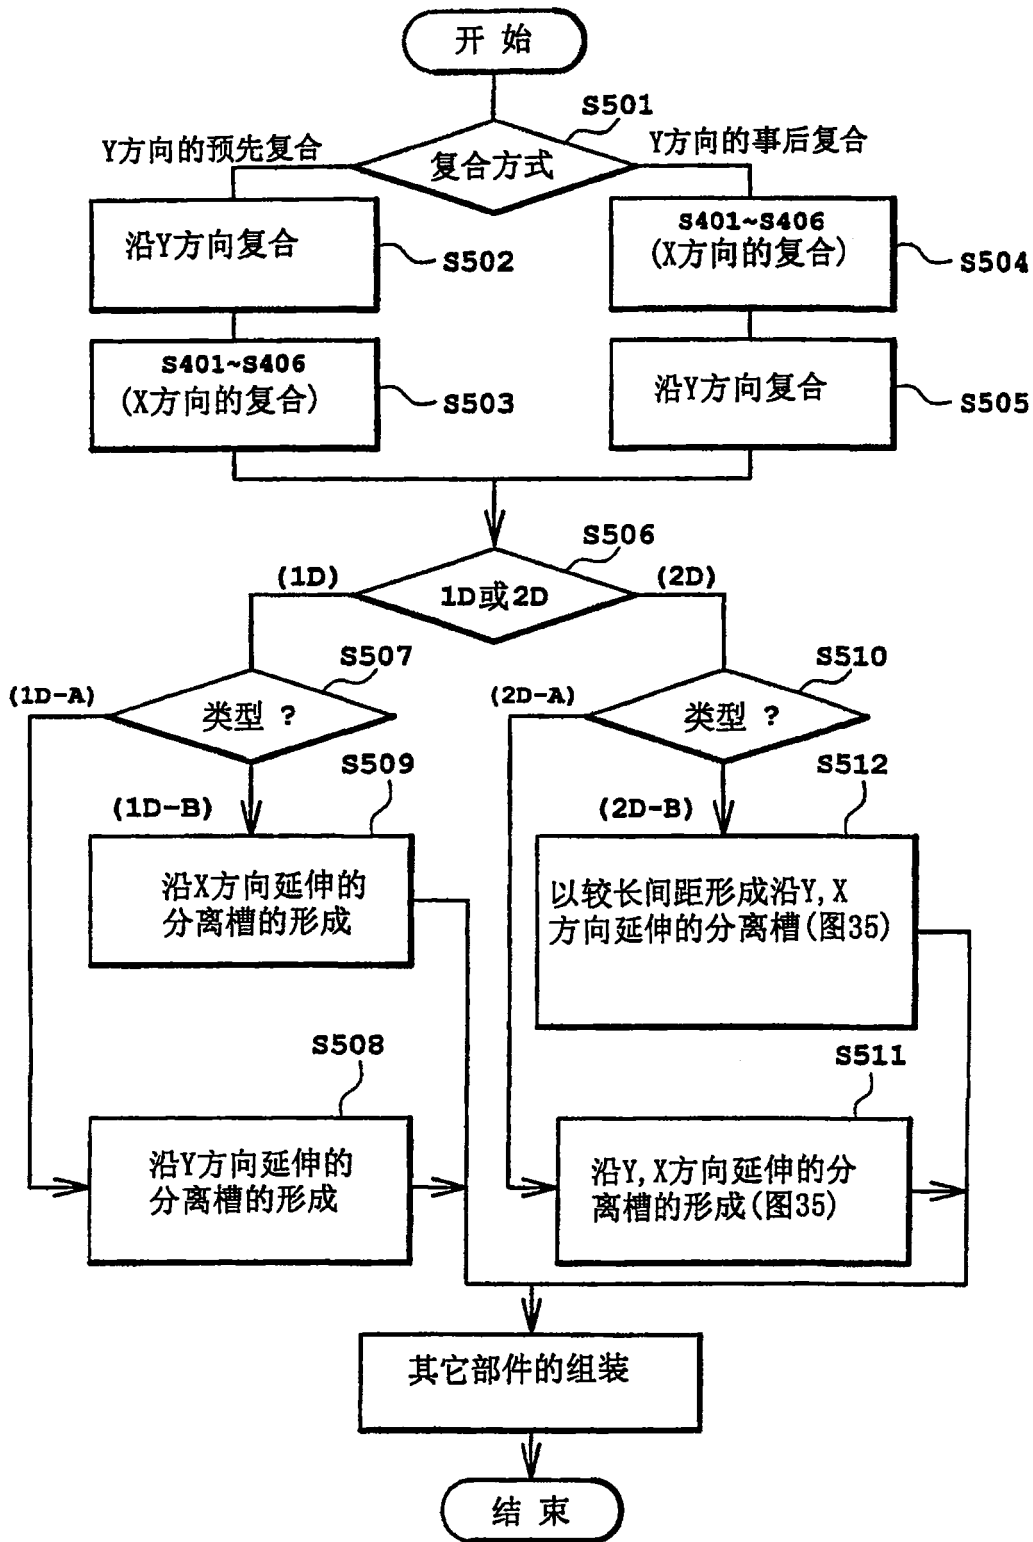 开 始
S501
Y方向的预先复合
复合方式
Y方向的事后复合
沿Y方向复合
S502
S401~S406
(X方向的复合)
S504
S401~S406
(X方向的复合)
S503
沿Y方向复合
S505
S506
(1D)
1D或2D
(2D)
S507
(1D-A)
类型 ?
S510
(2D-A)
类型 ?
S509
(1D-B)
沿X方向延伸的
分离槽的形成
S512
(2D-B)
以较长间距形成沿Y,X
方向延伸的分离槽(图35)
S508
沿Y方向延伸的
分离槽的形成
S511
沿Y,X方向延伸的分
离槽的形成(图35)
其它部件的组装
结 束